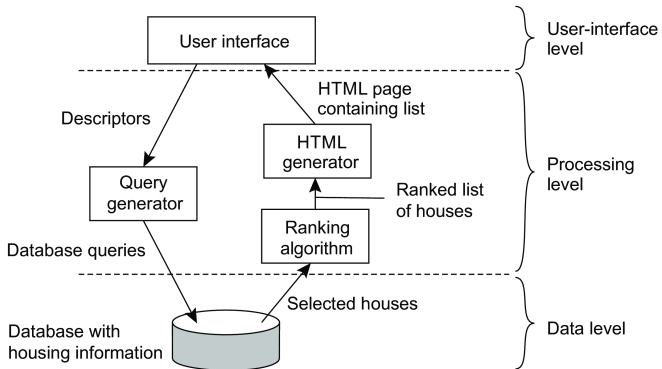 User interface
User-interface
level
Descriptors
HTML page
containing list
HTML
generator
Query
generator
Processing
level
Ranked list
of houses
Ranking
algorithm
Database queries
Selected houses
Database with
housing information
Data level